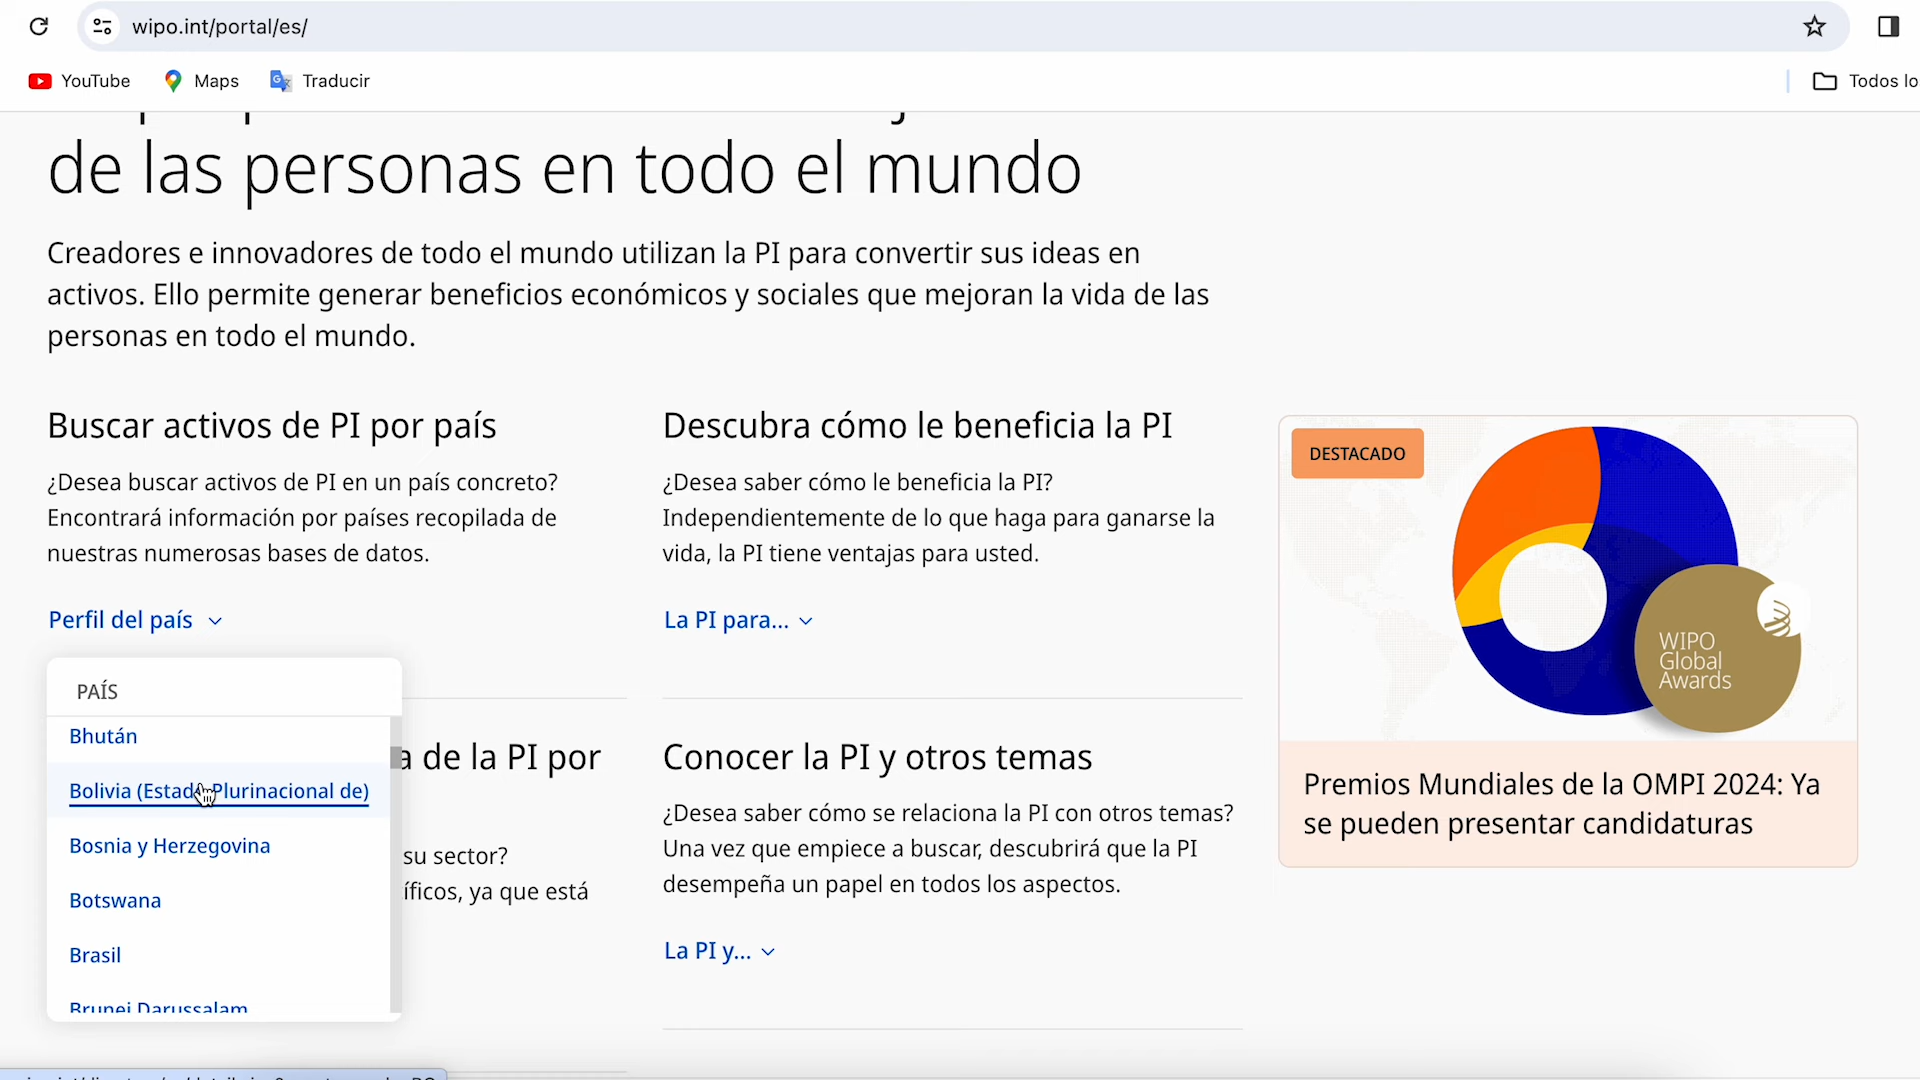 wipo.int/portal/es/
YouTube
Maps
Traducir
Todos lo
de las personas en todo el mundo
Creadores e innovadores de todo el mundo utilizan la PI para convertir sus ideas en
activos. Ello permite generar beneficios económicos y sociales que mejoran la vida de las
personas en todo el mundo.
Buscar activos de PI por país
¿Desea buscar activos de PI en un país concreto?
Encontrará información por países recopilada de
nuestras numerosas bases de datos.
Perfil del país
PAÍS
Bhután
Bolivia (Estado Plurinacional de)
Bosnia y Herzegovina
Botswana
Brasil
Brunei Darussalam
a de la PI por
su sector?
íficos, ya que está
Descubra cómo le beneficia la PI
¿Desea saber cómo le beneficia la PI?
Independientemente de lo que haga para ganarse la
vida, la PI tiene ventajas para usted.
La PI para...
Conocer la PI y otros temas
¿Desea saber cómo se relaciona la PI con otros temas?
Una vez que empiece a buscar, descubrirá que la PI
desempeña un papel en todos los aspectos.
La PI y...
DESTACADO
WIPO
Global
Awards
Premios Mundiales de la OMPI 2024: Ya
se pueden presentar candidaturas